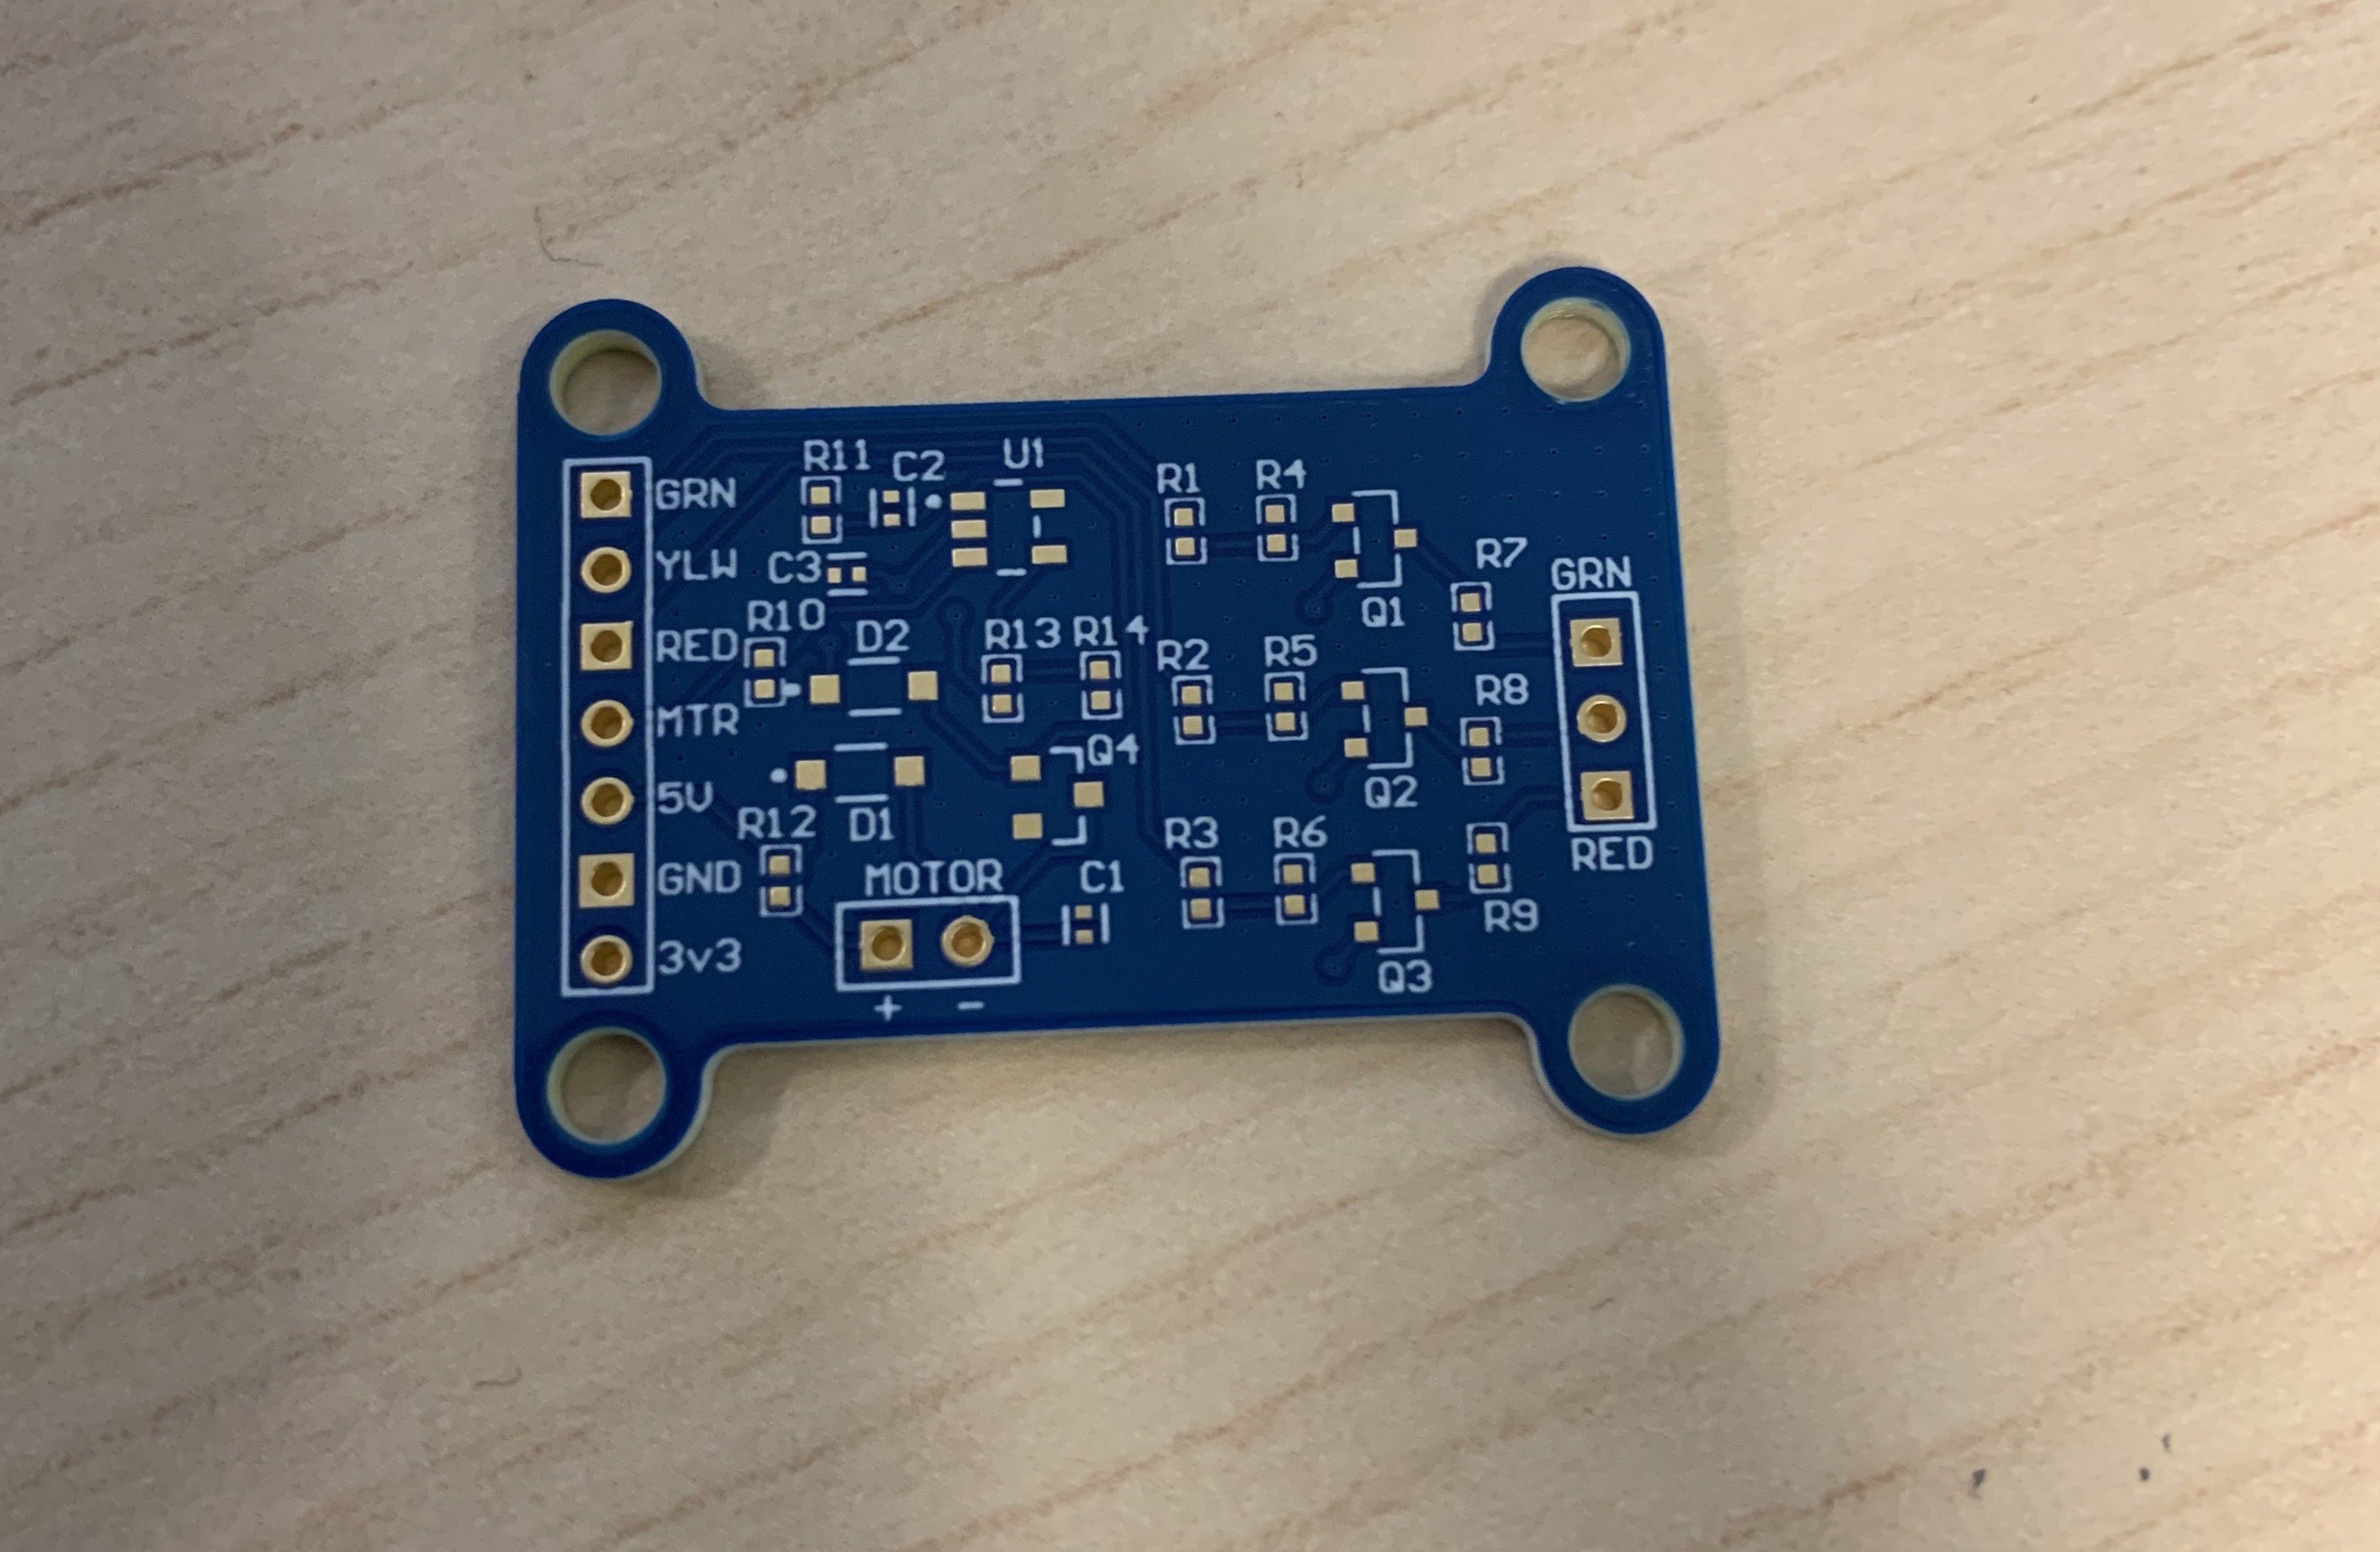 GRN
YLW
RED
MTR
5V
GND
3v3
R11
C2
U1
C3
R10
D2
R13
R14
Q4
R12
D1
MOTOR
+ -
C1
R1
R4
Q1
R2
R5
Q2
R3
R6
Q3
R7
R8
R9
GRN
RED